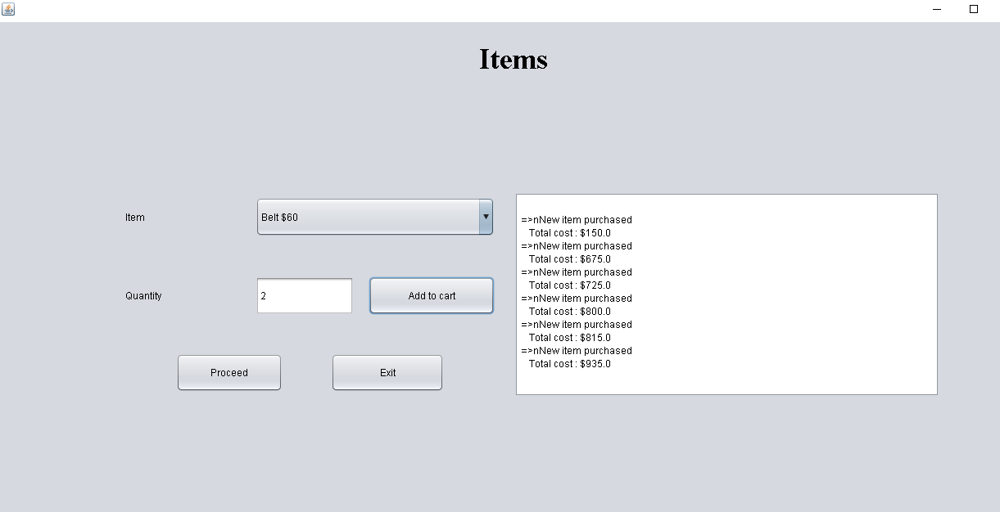 Items
Item
Belt $60
Quantity
2
Add to cart
Proceed
Exit
=>nNew item purchased
Total cost : $150.0
=>nNew item purchased
Total cost : $675.0
=>nNew item purchased
Total cost : $725.0
=>nNew item purchased
Total cost : $800.0
=>nNew item purchased
Total cost : $815.0
=>nNew item purchased
Total cost : $935.0